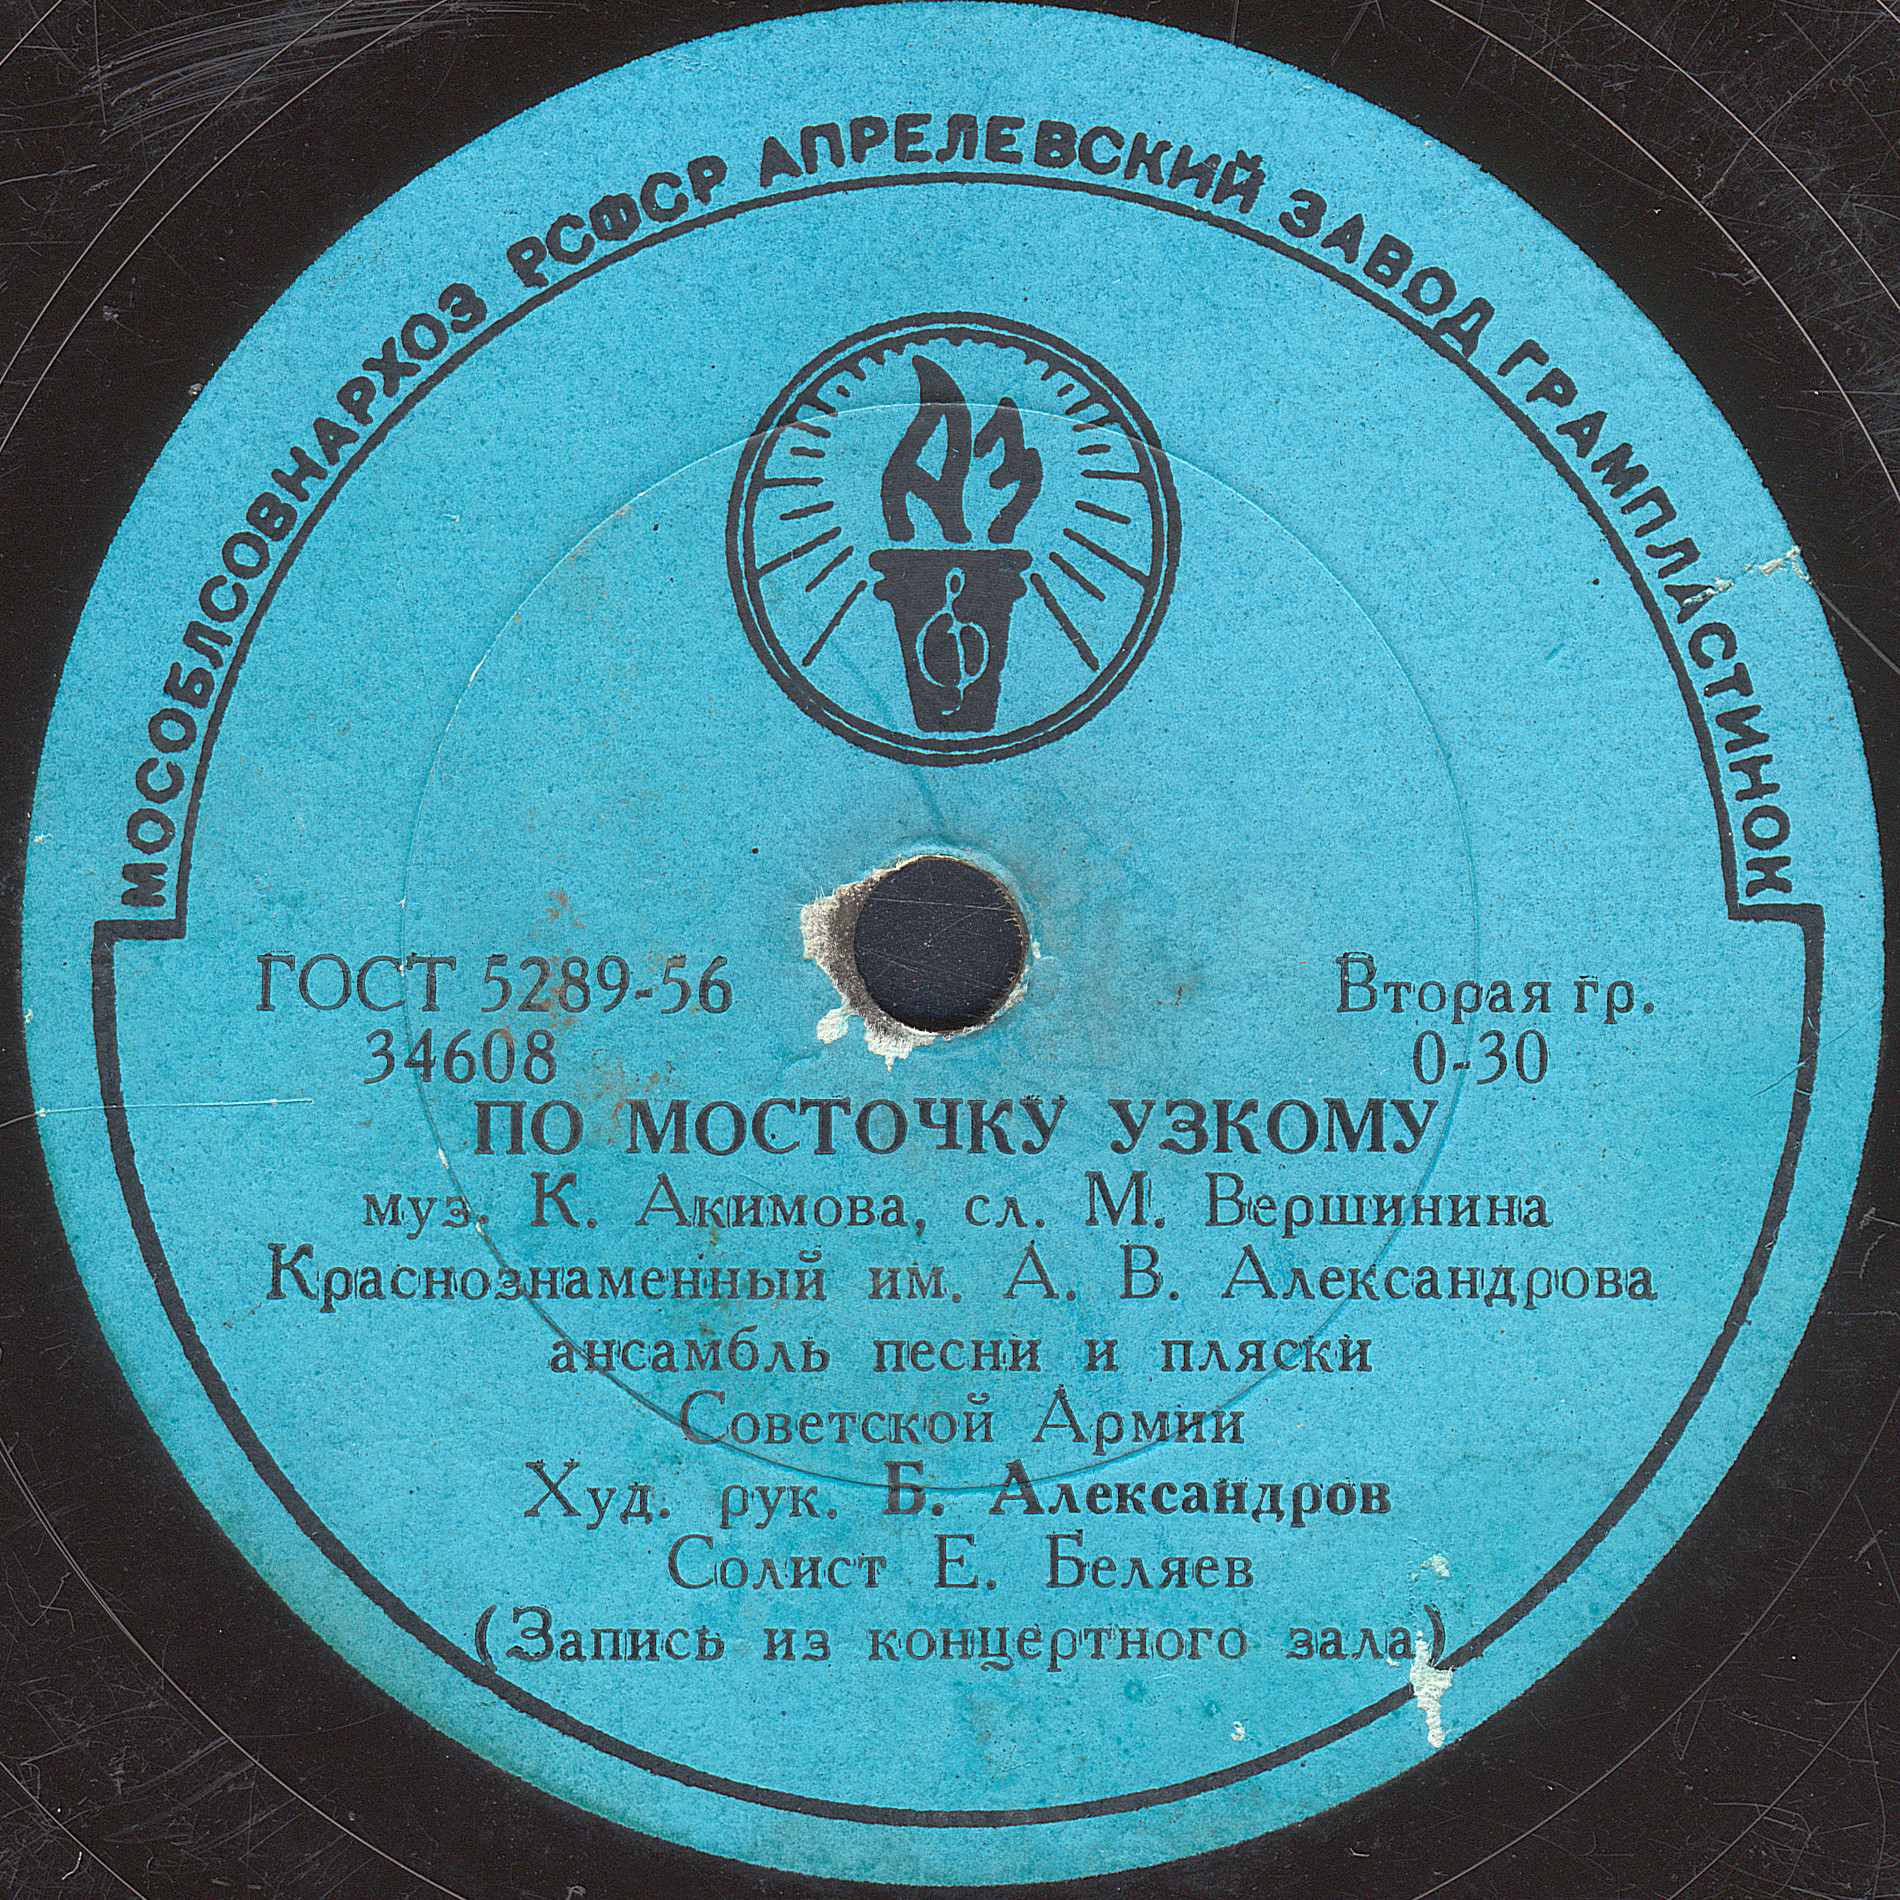 МОСОБЛСОВНАРХОЗ РСФСР АПРЕЛЕВСКИЙ ЗАВОД ГРАМПЛАСТИНОК
АЗ
ГОСТ 5289-56
Вторая гр.
34608
0-30
ПО МОСТОЧКУ УЗКОМУ
муз. К. Акимова, сл. М. Вершинина
Краснознаменный им. А. В. Александрова
ансамбль песни и пляски
Советской Армии
Худ. рук. Б. Александров
Солист Е. Беляев
(Запись из концертного зала)